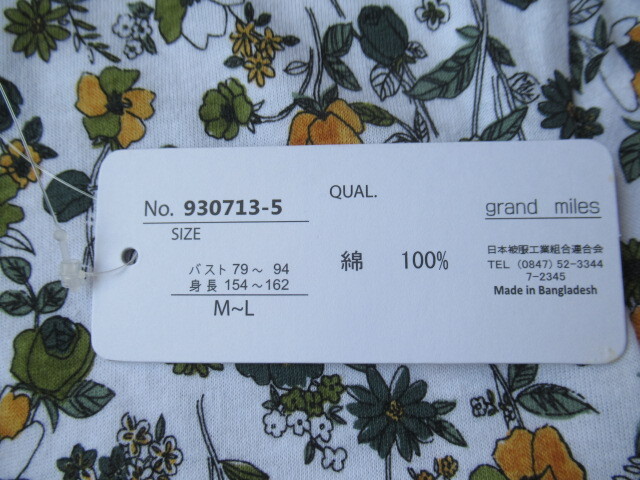 No. 930713-5
SIZE
バスト 79～ 94
身長 154～162
M~L
QUAL.
綿 100%
grand miles
日本被服工業組合連合会
TEL (0847) 52-3344
7-2345
Made in Bangladesh